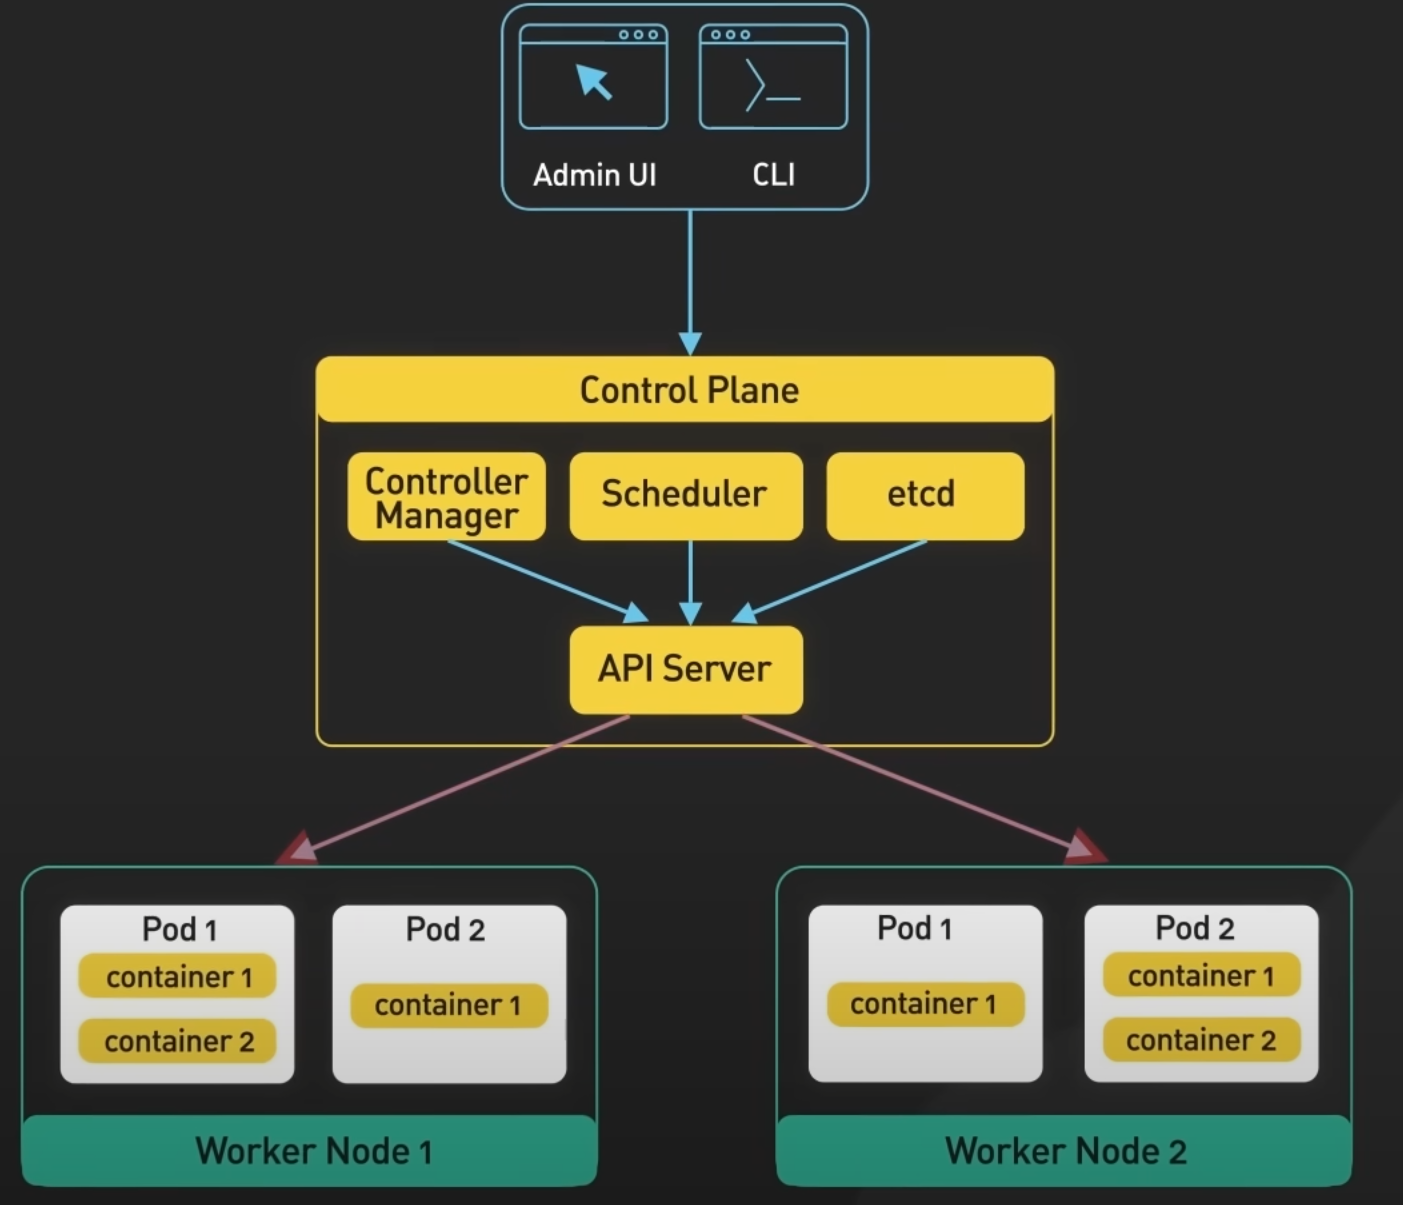 Admin UI
CLI
Control Plane
Controller
Manager
Scheduler
etcd
API Server
Pod 1
container 1
container 2
Pod 2
container 1
Worker Node 1
Pod 1
container 1
Pod 2
container 1
container 2
Worker Node 2